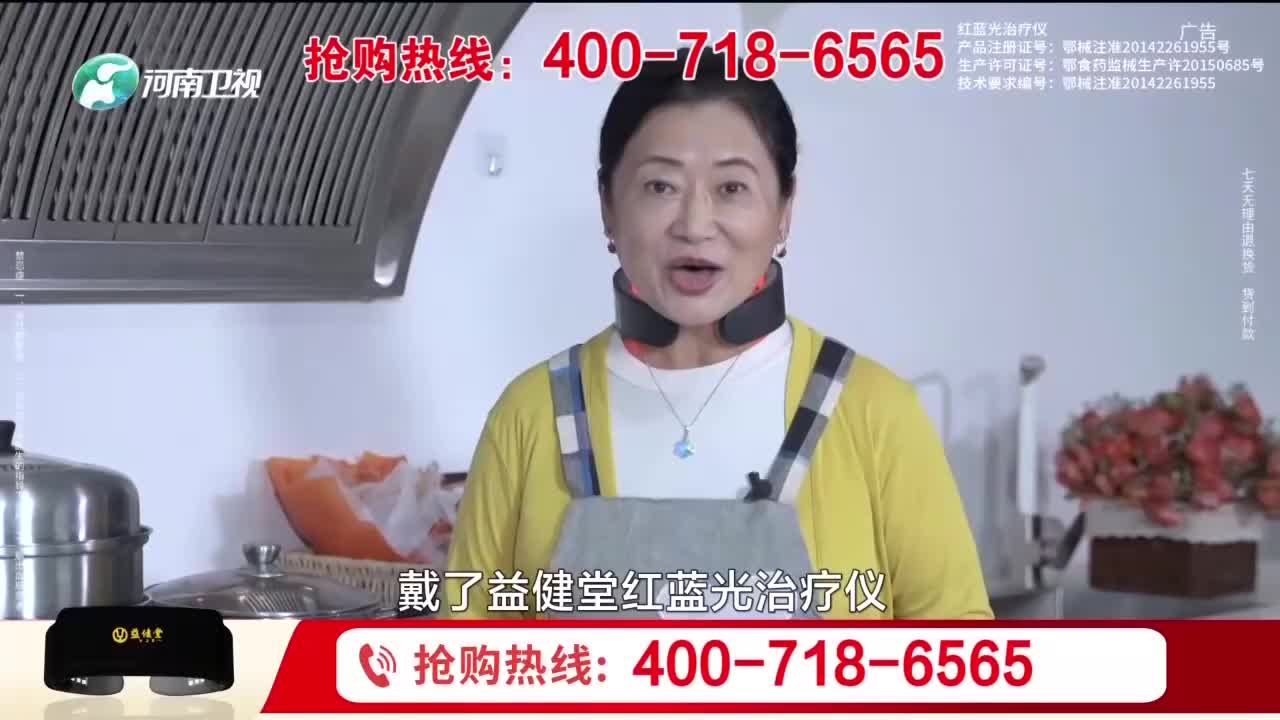 河南卫视
抢购热线：400-718-6565
广告
红蓝光治疗仪
产品注册证号：鄂械注准20142261955号
生产许可证号：鄂食药监械生产许20150685号
技术要求编号：鄂械注准20142261955
七天无理由退换货 货到付款
戴了益健堂红蓝光治疗仪
益健堂
抢购热线：400-718-6565